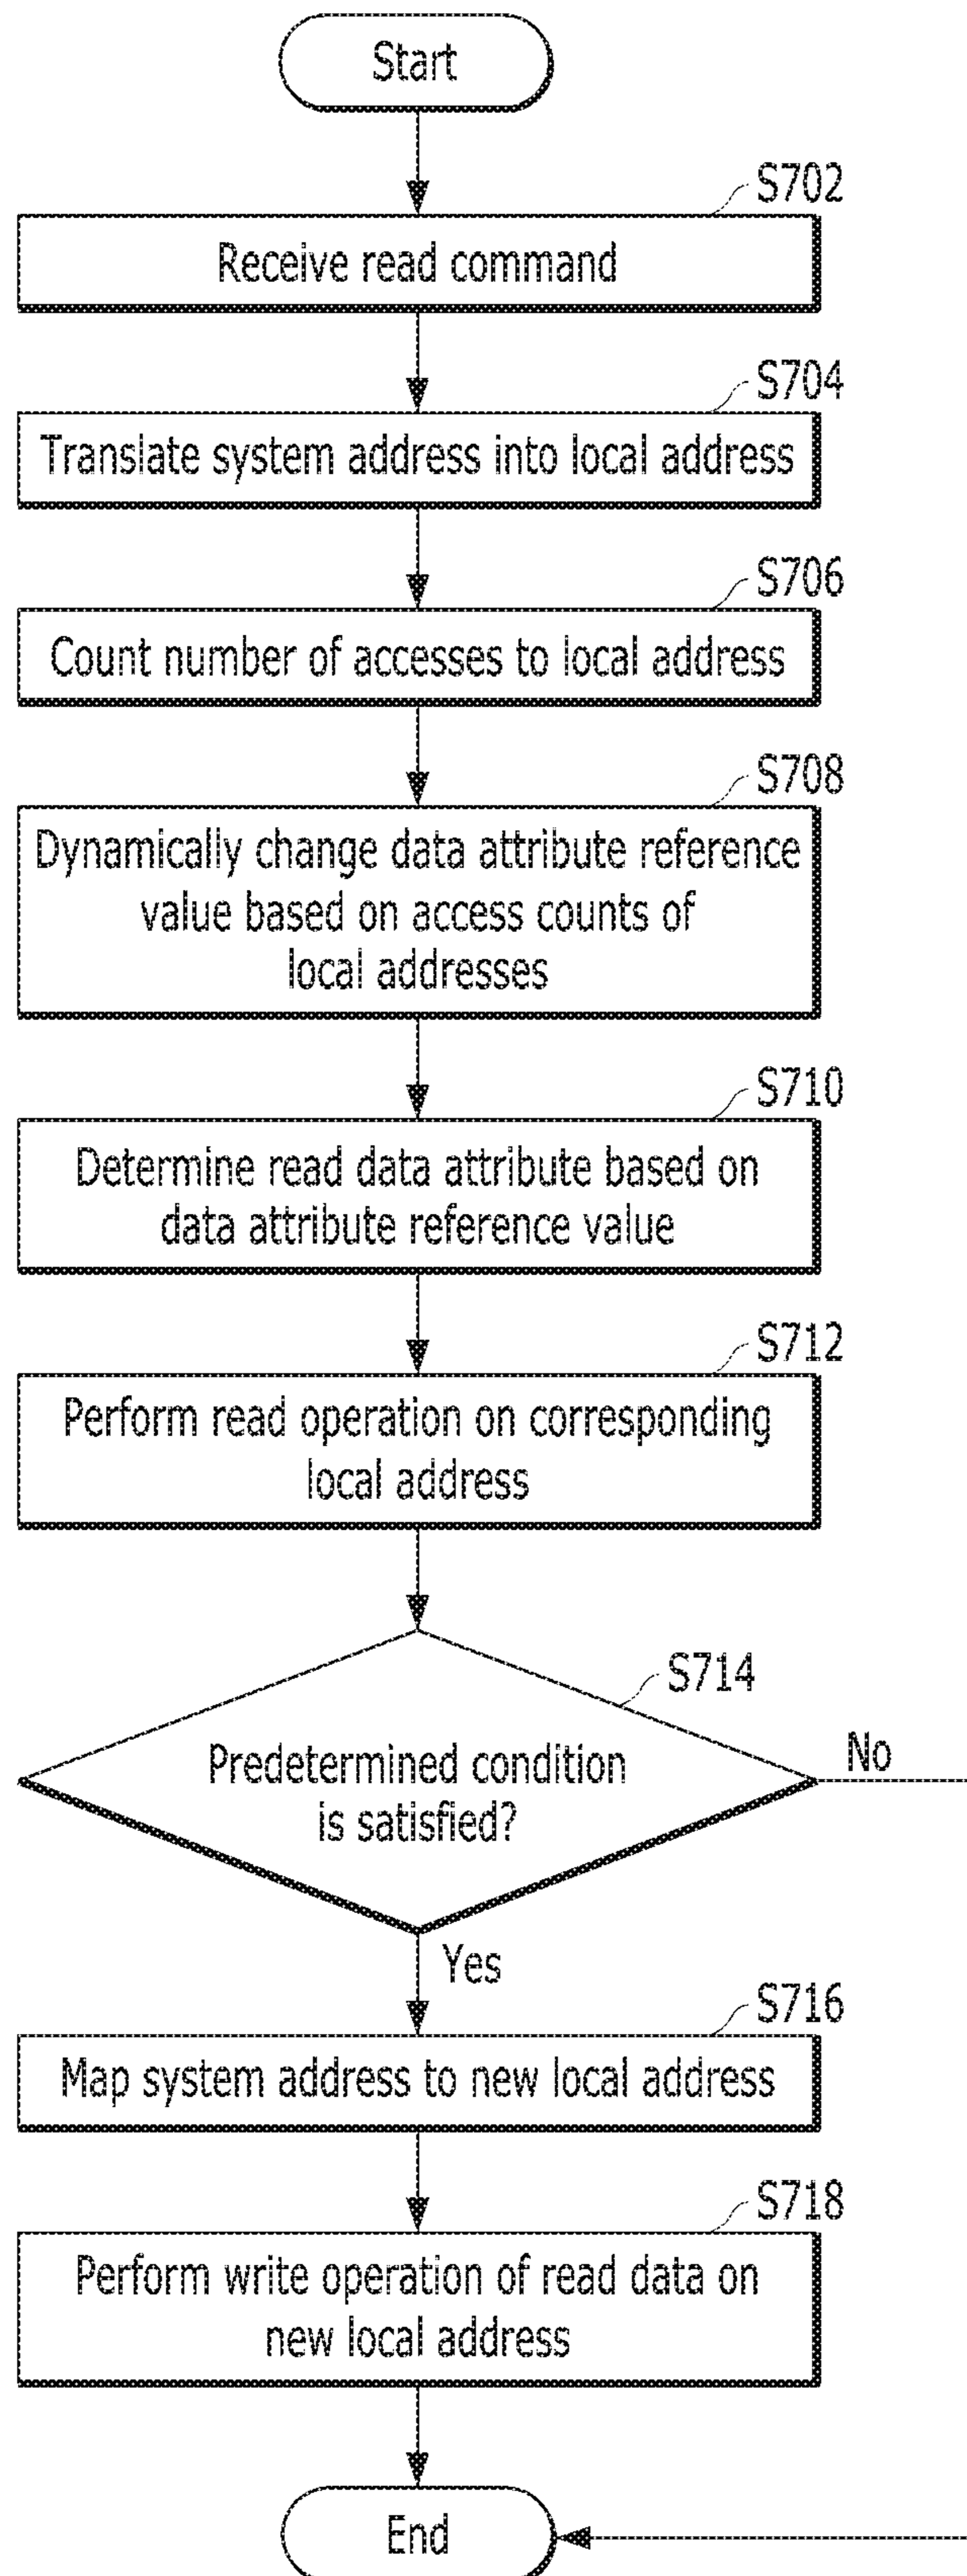 Start
S702
Receive read command
S704
Translate system address into local address
S706
Count number of accesses to local address
S708
Dynamically change data attribute reference
value based on access counts of
local addresses
S710
Determine read data attribute based on
data attribute reference value
S712
Perform read operation on corresponding
local address
S714
Predetermined condition
is satisfied?
No
Yes
S716
Map system address to new local address
S718
Perform write operation of read data on
new local address
End